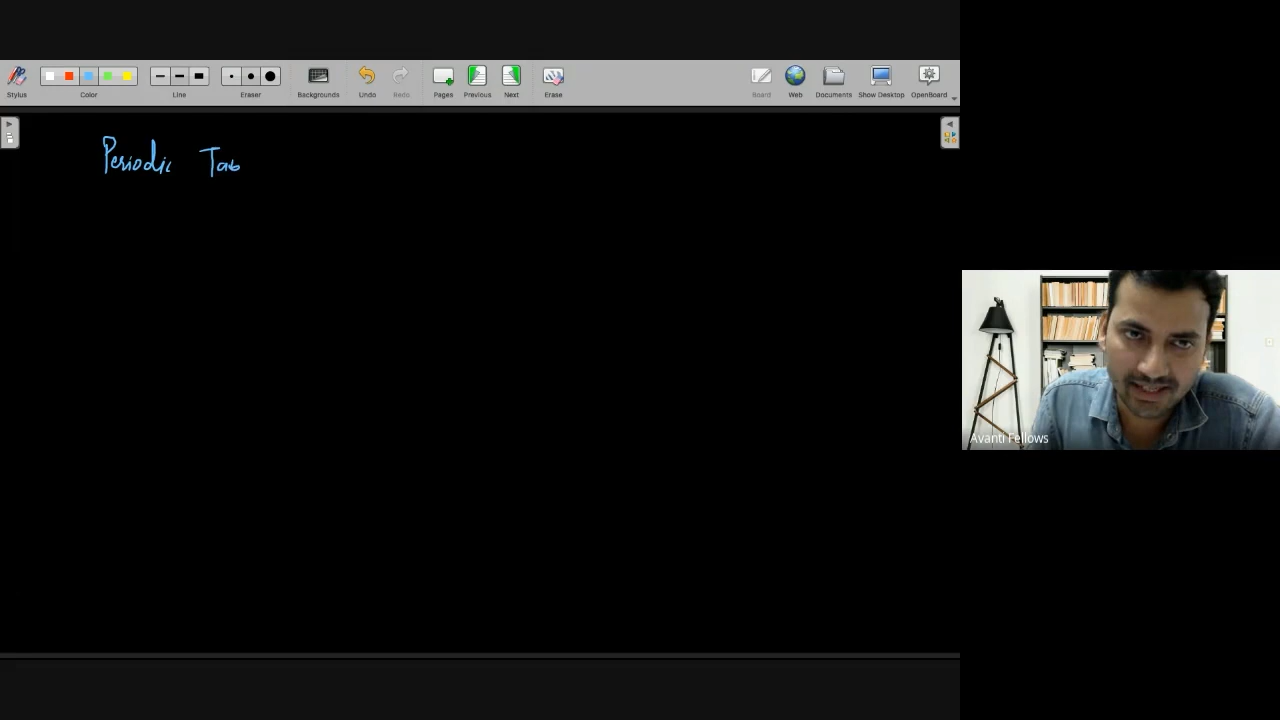 Stylus Color Line Eraser Backgrounds Undo Redo Pages Previous Next Erase Board Web Documents Show Desktop OpenBoard
Periodic Tab
Avanti Fellows